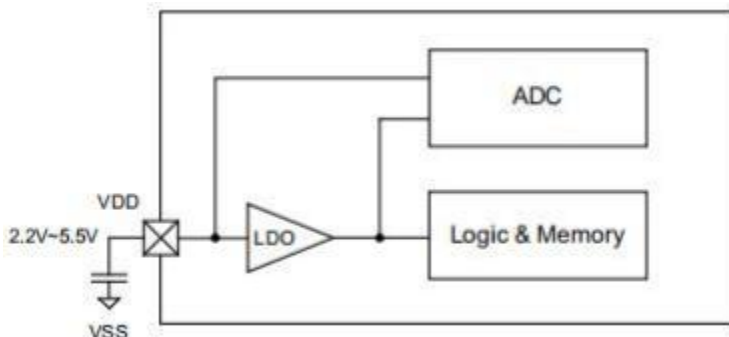 ADC
VDD
2.2V~5.5V
LDO
Logic & Memory
VSS